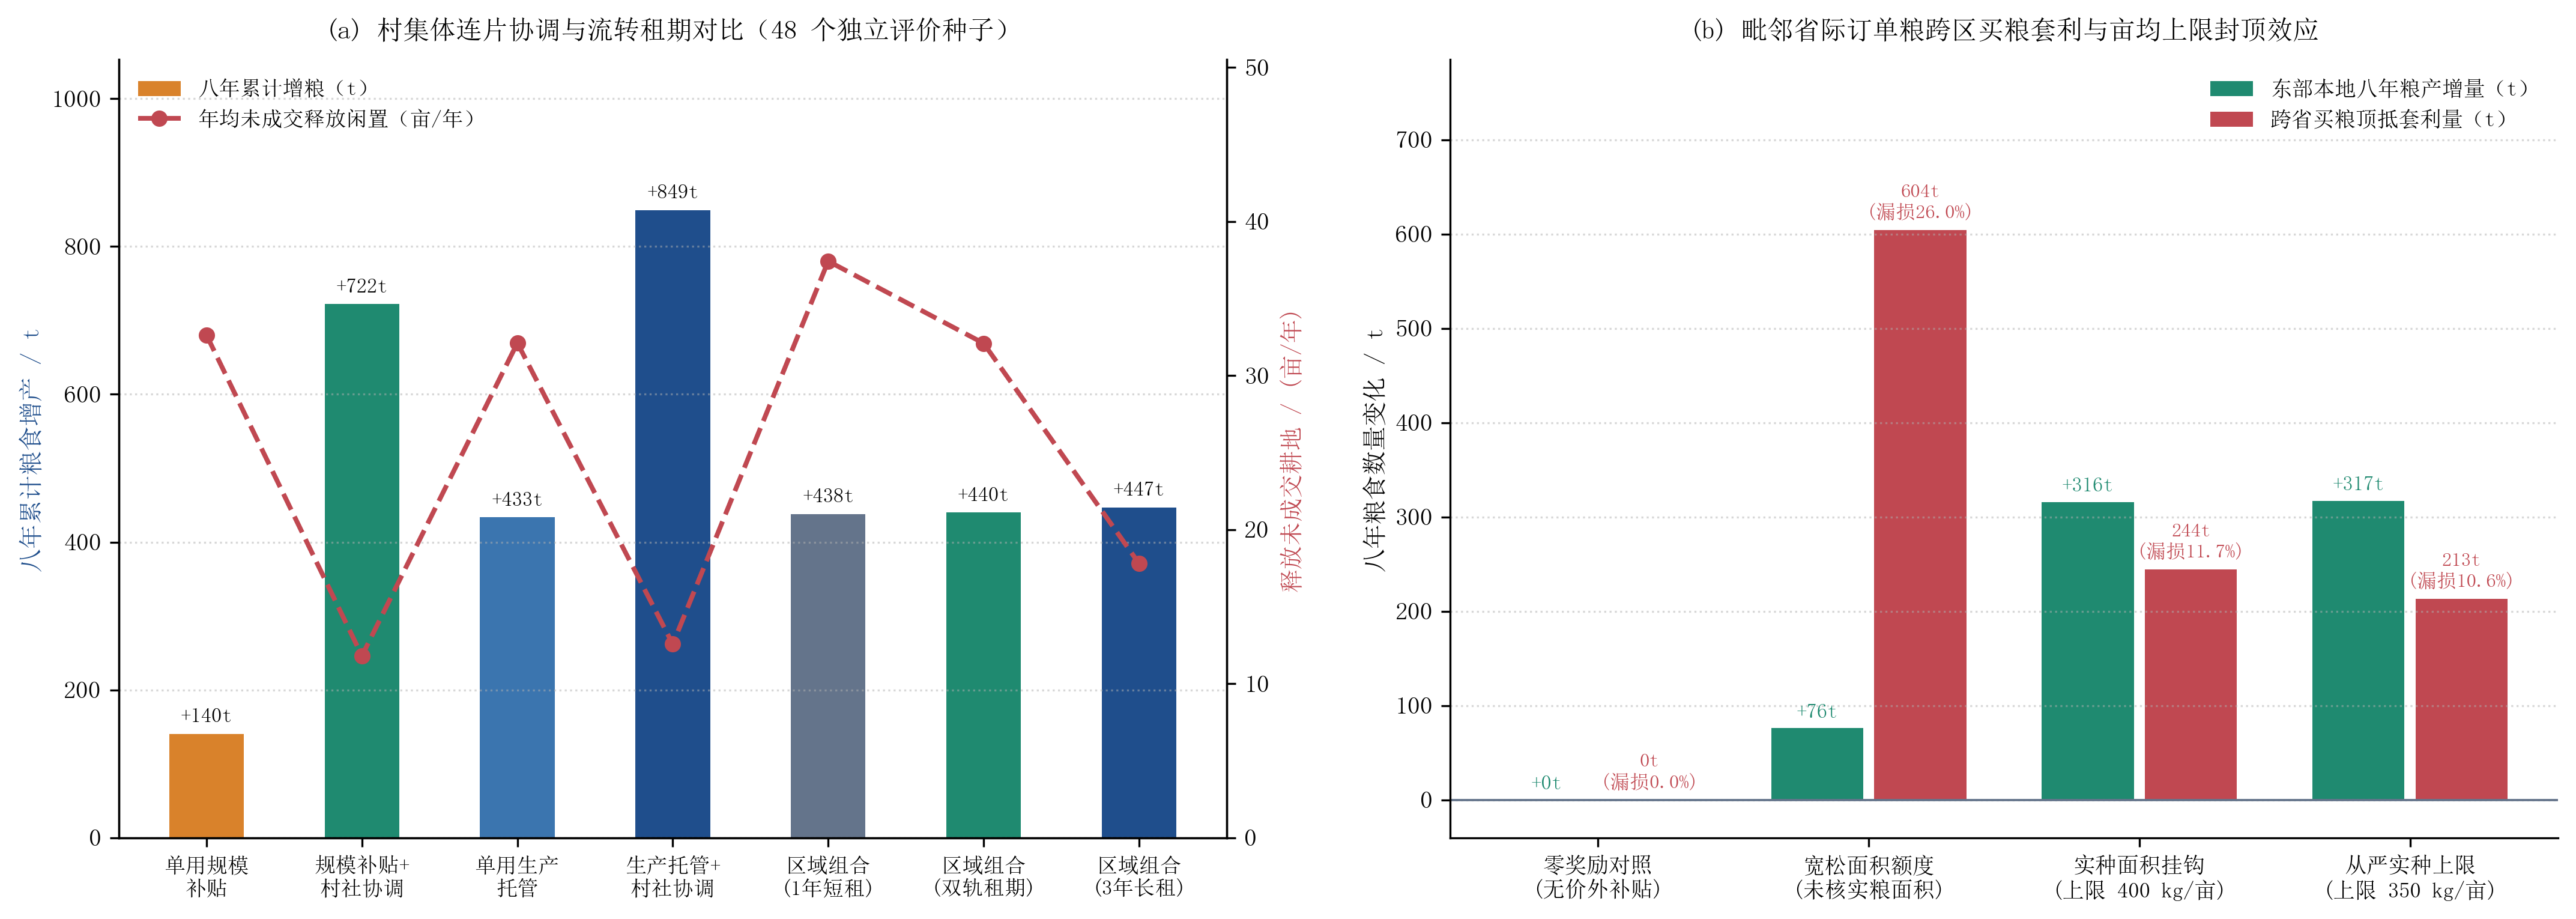 (a) 村集体连片协调与流转租期对比（48 个独立评价种子）
八年累计增粮（t）
年均未成交释放闲置（亩/年）
八年累计粮食增产 / t
1000
800
600
400
200
0
+140t
+722t
+433t
+849t
+438t
+440t
+447t
50
40
30
20
10
0
释放未成交耕地 / (亩/年)
单用规模
补贴
规模补贴+
村社协调
单用生产
托管
生产托管+
村社协调
区域组合
(1年短租)
区域组合
(双轨租期)
区域组合
(3年长租)
(b) 毗邻省际订单粮跨区买粮套利与亩均上限封顶效应
东部本地八年粮产增量（t）
跨省买粮顶抵套利量（t）
八年粮食数量变化 / t
700
600
500
400
300
200
100
0
+0t
0t
(漏损0.0%)
+76t
604t
(漏损26.0%)
+316t
244t
(漏损11.7%)
+317t
213t
(漏损10.6%)
零奖励对照
(无价外补贴)
宽松面积额度
(未核实粮面积)
实种面积挂钩
(上限 400 kg/亩)
从严实种上限
(上限 350 kg/亩)